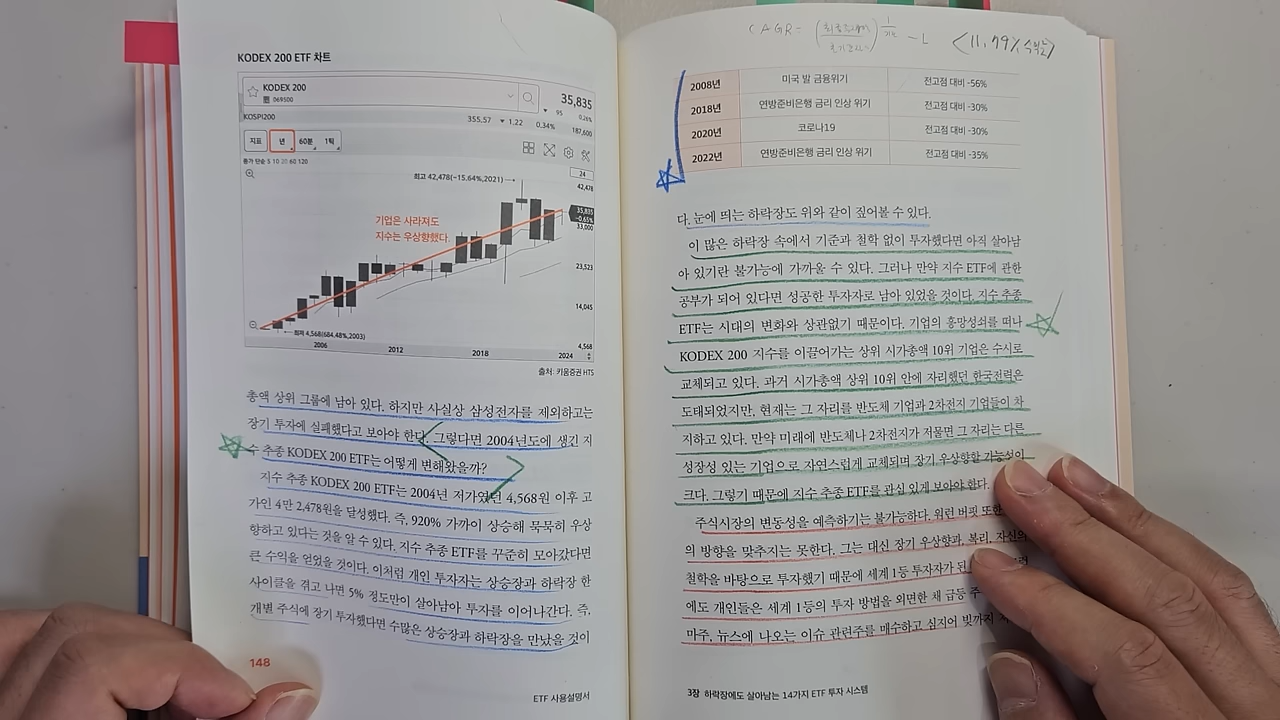 KODEX 200 ETF 차트
KODEX 200
069500
35,835
95 0.26%
KOSPI200 355.57 ▼ 1.22 0.34% 187,600
지표 년 60분 1틱
종가 단순 5 10 20 60 120
24
최고 42,478(-15.64%,2021)→
42,478
35,835
-0.65%
33,000
기업은 사라져도
지수는 우상향했다.
23,523
14,045
←최저 4,568(684.48%,2003)
4,568
2006 2012 2018 2024
출처: 키움증권 HTS
총액 상위 그룹에 남아 있다. 하지만 사실상 삼성전자를 제외하고는
장기 투자에 실패했다고 보아야 한다. 그렇다면 2004년도에 생긴 지
수 추종 KODEX 200 ETF는 어떻게 변해왔을까?
지수 추종 KODEX 200 ETF는 2004년 저가였던 4,568원 이후 고
가인 4만 2,478원을 달성했다. 즉, 920% 가까이 상승해 묵묵히 우상
향하고 있다는 것을 알 수 있다. 지수 추종 ETF를 꾸준히 모아갔다면
큰 수익을 얻었을 것이다. 이처럼 개인 투자자는 상승장과 하락장 한
사이클을 겪고 나면 5% 정도만이 살아남아 투자를 이어나간다. 즉,
개별 주식에 장기 투자했다면 수많은 상승장과 하락장을 만났을 것이
148
ETF 사용설명서
CAGR = ( )1 - 1 <11.79% 수익률>
2008년 미국 발 금융위기 전고점 대비 -56%
2018년 연방준비은행 금리 인상 위기 전고점 대비 -30%
2020년 코로나19 전고점 대비 -30%
2022년 연방준비은행 금리 인상 위기 전고점 대비 -35%
다. 눈에 띄는 하락장도 위와 같이 짚어볼 수 있다.
이 많은 하락장 속에서 기준과 철학 없이 투자했다면 아직 살아남
아 있기란 불가능에 가까울 수 있다. 그러나 만약 지수 ETF에 관한
공부가 되어 있다면 성공한 투자자로 남아 있었을 것이다. 지수 추종
ETF는 시대의 변화와 상관없기 때문이다. 기업의 흥망성쇠를 떠나
KODEX 200 지수를 이끌어가는 상위 시가총액 10위 기업은 수시로
교체되고 있다. 과거 시가총액 상위 10위 안에 자리했던 한국전력은
도태되었지만, 현재는 그 자리를 반도체 기업과 2차전지 기업들이 차
지하고 있다. 만약 미래에 반도체나 2차전지가 저물면 그 자리는 다른
성장성 있는 기업으로 자연스럽게 교체되며 장기 우상향할 가능성이
크다. 그렇기 때문에 지수 추종 ETF를 관심 있게 보아야 한다.
주식시장의 변동성을 예측하기는 불가능하다. 워런 버핏 또한
의 방향을 맞추지는 못한다. 그는 대신 장기 우상향과 복리, 자신의
철학을 바탕으로 투자했기 때문에 세계 1등 투자자가 된
에도 개인들은 세계 1등의 투자 방법을 외면한 채 급등 주
마주, 뉴스에 나오는 이슈 관련주를 매수하고 심지어 빚까지
3장 하락장에도 살아남는 14가지 ETF 투자 시스템